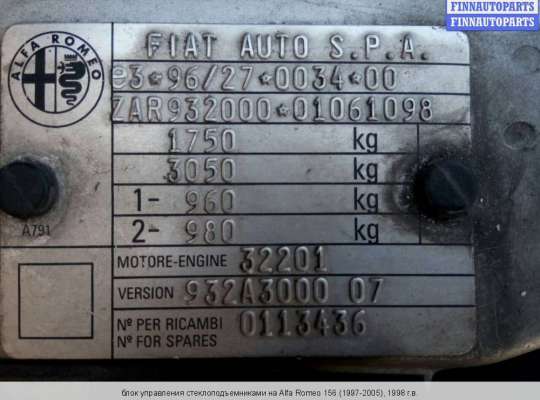 FINNAUTOPARTS
FINNAUTOPARTS
ALFA ROMEO
FIAT AUTO S.P.A.
e3*96/27*0034*00
ZAR932000*01061098
1750 kg
3050 kg
1- 960 kg
2- 980 kg
A791
MOTORE-ENGINE 32201
VERSION 932A3000 07
Nº PER RICAMBI 0113436
Nº FOR SPARES
блок управления стеклоподъемниками на Alfa Romeo 156 (1997-2005), 1998 г.в.